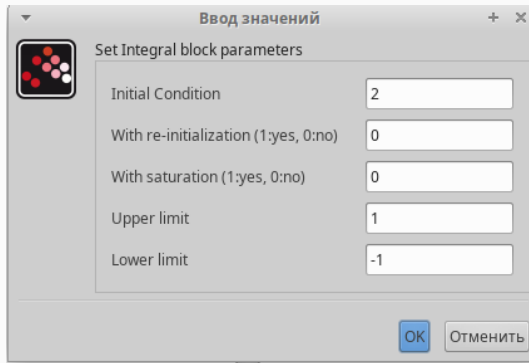 Ввод значений
Set Integral block parameters
Initial Condition 2
With re-initialization (1:yes, 0:no) 0
With saturation (1:yes, 0:no) 0
Upper limit 1
Lower limit -1
OK Отменить